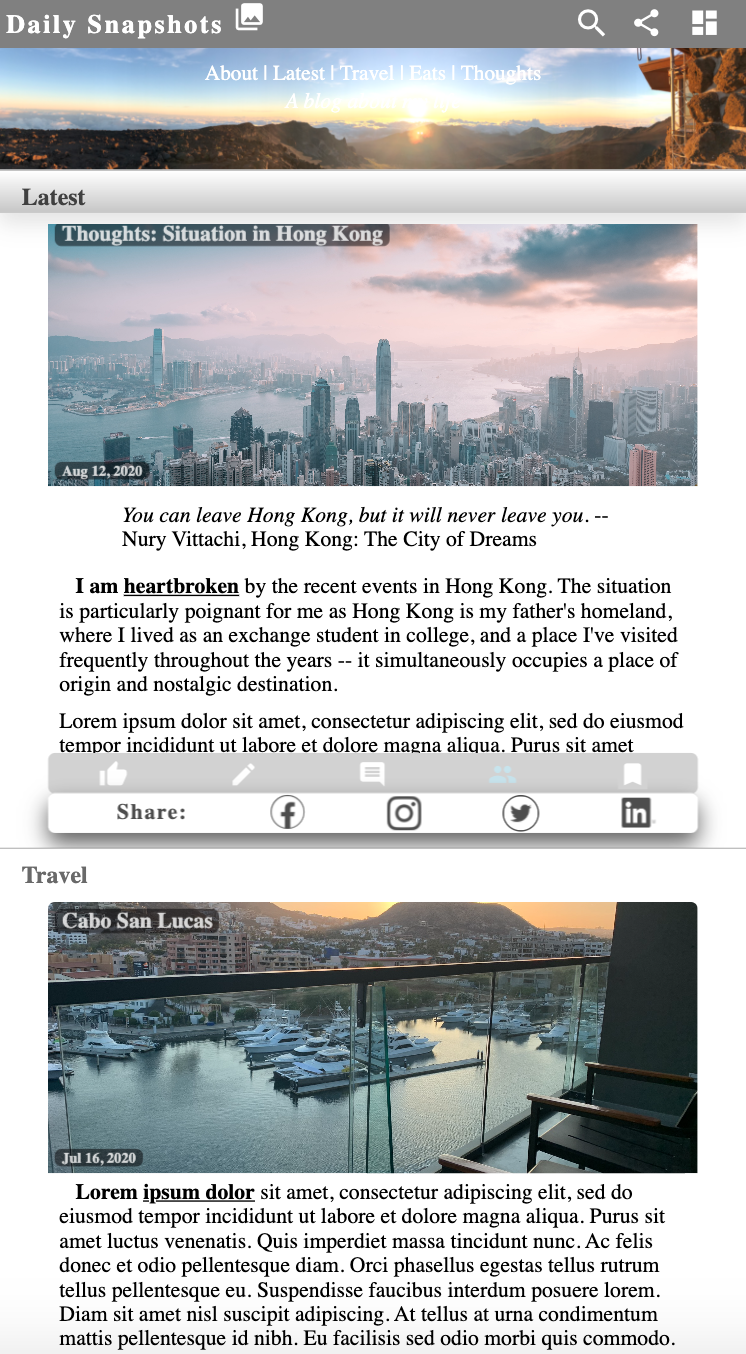 Daily Snapshots
About | Latest | Travel | Eats | Thoughts
A blog
Latest
Thoughts: Situation in Hong Kong
Aug 12, 2020
You can leave Hong Kong, but it will never leave you. --
Nury Vittachi, Hong Kong: The City of Dreams
I am heartbroken by the recent events in Hong Kong. The situation
is particularly poignant for me as Hong Kong is my father's homeland,
where I lived as an exchange student in college, and a place I've visited
frequently throughout the years -- it simultaneously occupies a place of
origin and nostalgic destination.
Lorem ipsum dolor sit amet, consectetur adipiscing elit, sed do eiusmod
tempor incididunt ut labore et dolore magna aliqua. Purus sit amet
Share:
in
Travel
Cabo San Lucas
Jul 16, 2020
Lorem ipsum dolor sit amet, consectetur adipiscing elit, sed do
eiusmod tempor incididunt ut labore et dolore magna aliqua. Purus sit
amet luctus venenatis. Quis imperdiet massa tincidunt nunc. Ac felis
donec et odio pellentesque diam. Orci phasellus egestas tellus rutrum
tellus pellentesque eu. Suspendisse faucibus interdum posuere lorem.
Diam sit amet nisl suscipit adipiscing. At tellus at urna condimentum
mattis pellentesque id nibh. Eu facilisis sed odio morbi quis commodo.